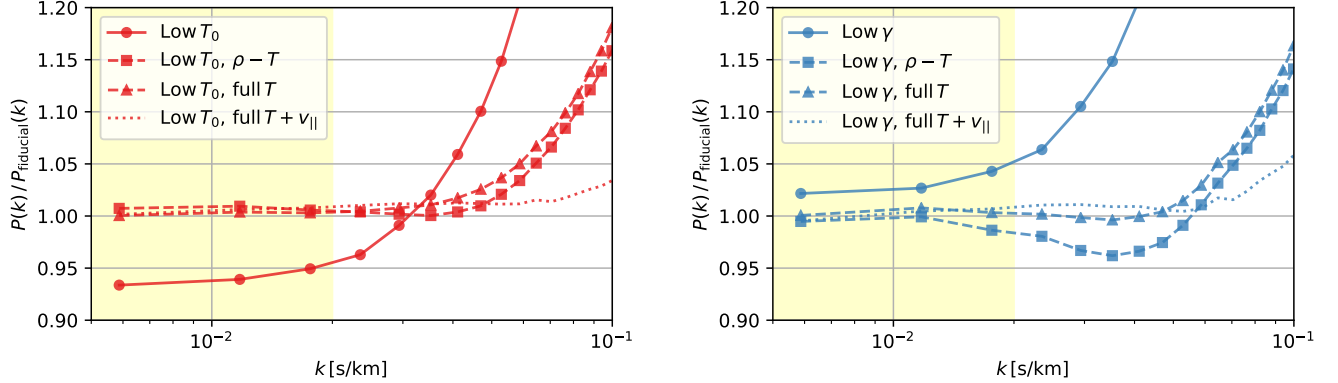 1.20
1.15
1.10
1.05
1.00
0.95
0.90
P(k) / P_fiducial(k)
Low T_0
Low T_0, ρ − T
Low T_0, full T
Low T_0, full T + v_||
10^−2
10^−1
k [s/km]
1.20
1.15
1.10
1.05
1.00
0.95
0.90
P(k) / P_fiducial(k)
Low γ
Low γ, ρ − T
Low γ, full T
Low γ, full T + v_||
10^−2
10^−1
k [s/km]